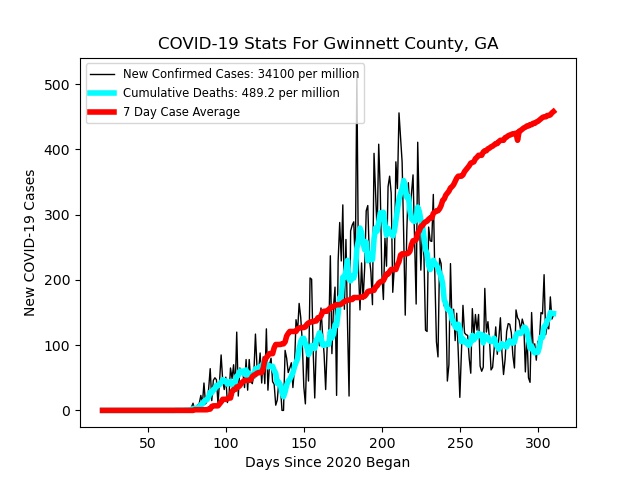 COVID-19 Stats For Gwinnett County, GA
New Confirmed Cases: 34100 per million
Cumulative Deaths: 489.2 per million
7 Day Case Average
New COVID-19 Cases
500
400
300
200
100
0
50 100 150 200 250 300
Days Since 2020 Began